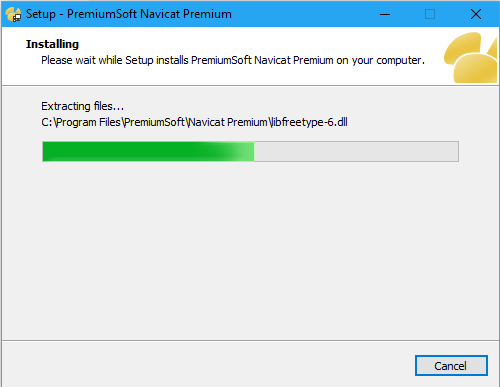 Setup - PremiumSoft Navicat Premium
Installing
Please wait while Setup installs PremiumSoft Navicat Premium on your computer.
Extracting files...
C:\Program Files\PremiumSoft\Navicat Premium\libfreetype-6.dll
Cancel